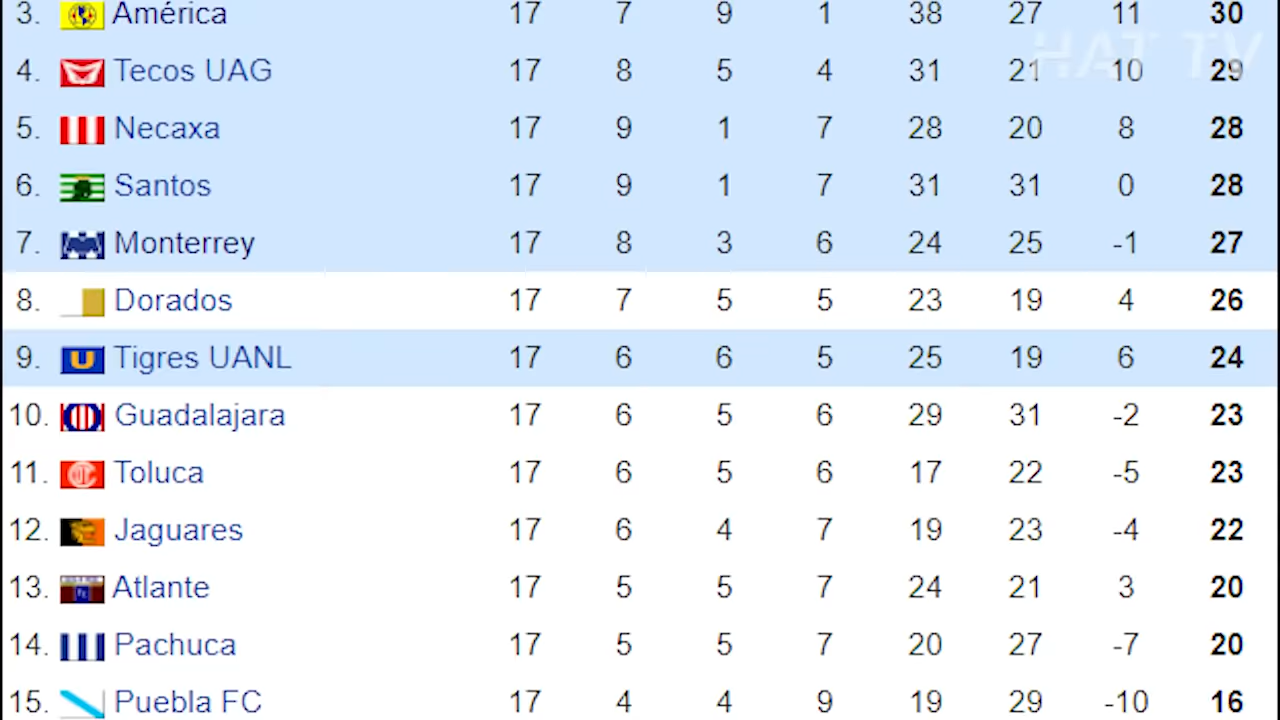 3. América 17 7 9 1 38 27 11 30
HAT TV
4. Tecos UAG 17 8 5 4 31 21 10 29
5. Necaxa 17 9 1 7 28 20 8 28
6. Santos 17 9 1 7 31 31 0 28
7. Monterrey 17 8 3 6 24 25 -1 27
8. Dorados 17 7 5 5 23 19 4 26
9. Tigres UANL 17 6 6 5 25 19 6 24
10. Guadalajara 17 6 5 6 29 31 -2 23
11. Toluca 17 6 5 6 17 22 -5 23
12. Jaguares 17 6 4 7 19 23 -4 22
13. Atlante 17 5 5 7 24 21 3 20
14. Pachuca 17 5 5 7 20 27 -7 20
15. Puebla FC 17 4 4 9 19 29 -10 16